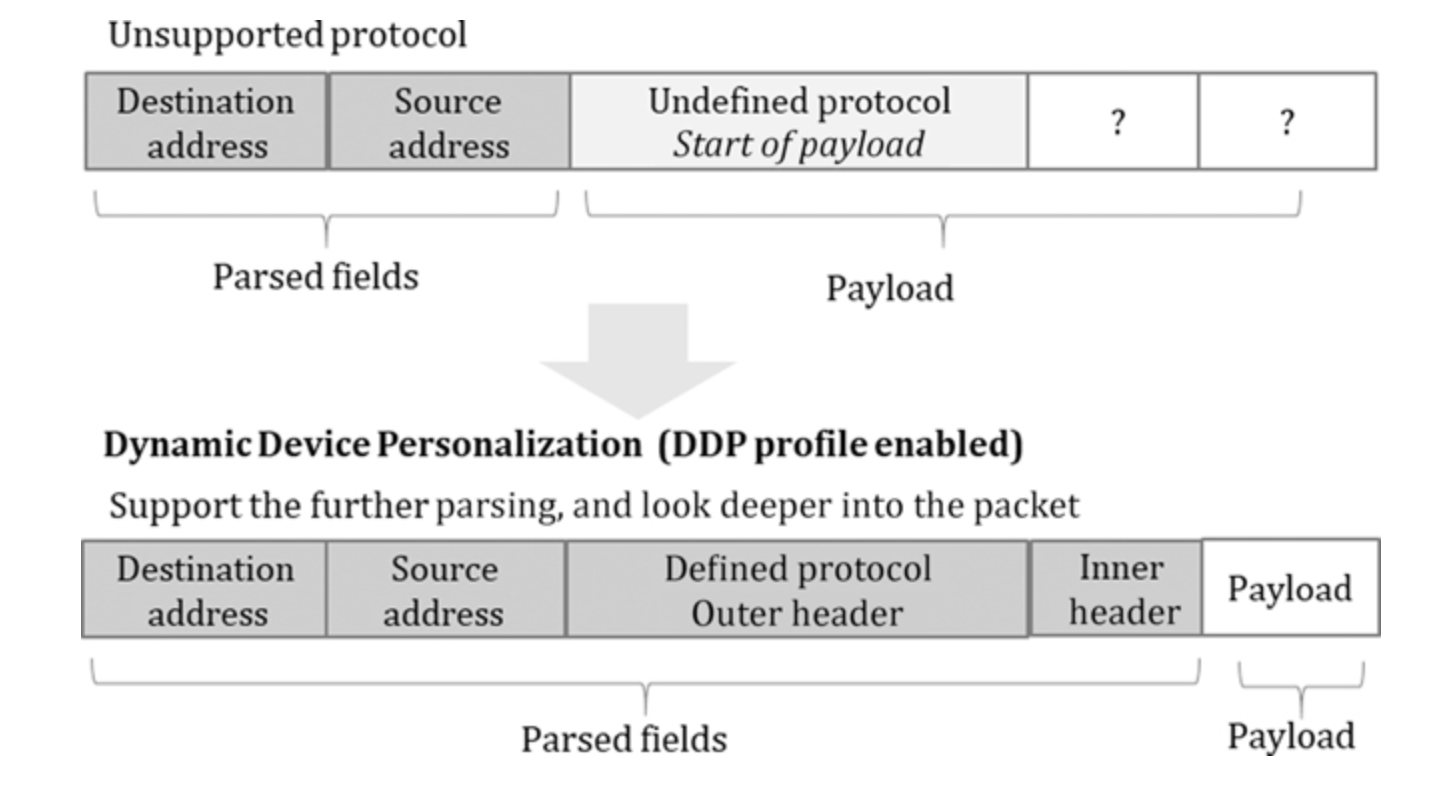 Unsupported protocol
Destination address
Source address
Undefined protocol
Start of payload
?
?
Parsed fields
Payload
Dynamic Device Personalization (DDP profile enabled)
Support the further parsing, and look deeper into the packet
Destination address
Source address
Defined protocol
Outer header
Inner header
Payload
Parsed fields
Payload